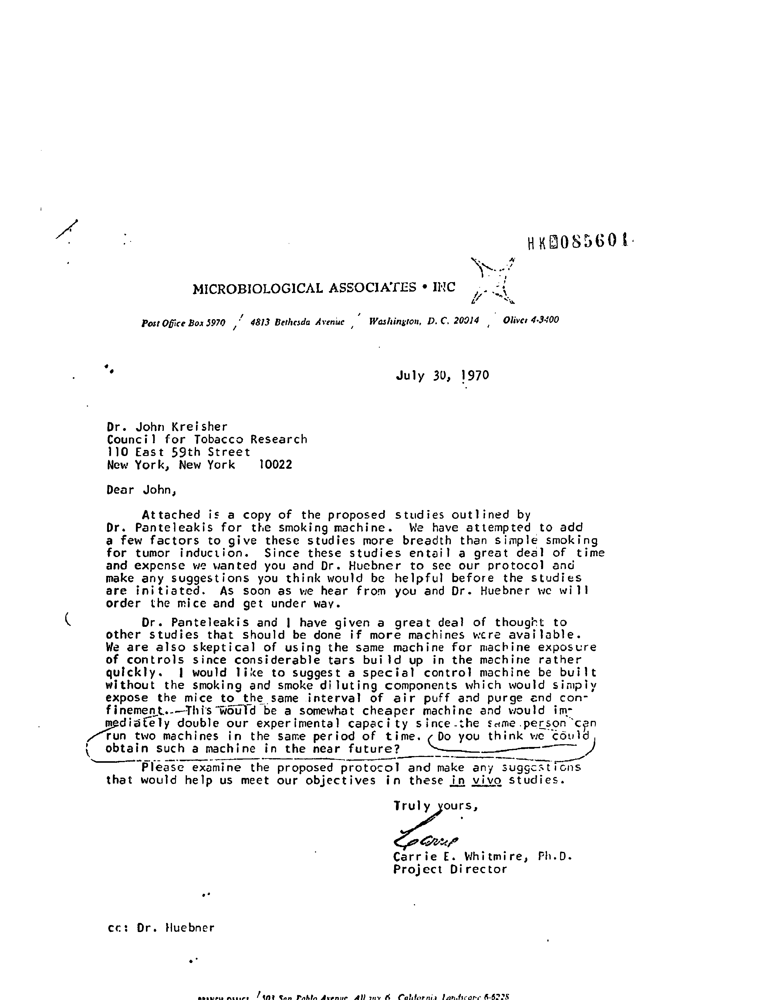 HK0085601
MICROBIOLOGICAL ASSOCIATES • INC
Post Office Box 5970 / 4813 Bethesda Avenue / Washington, D. C. 20014 / Oliver 4-3400
July 30, 1970
Dr. John Kreisher
Council for Tobacco Research
110 East 59th Street
New York, New York 10022
Dear John,
Attached is a copy of the proposed studies outlined by
Dr. Panteleakis for the smoking machine. We have attempted to add
a few factors to give these studies more breadth than simple smoking
for tumor induction. Since these studies entail a great deal of time
and expense we wanted you and Dr. Huebner to see our protocol and
make any suggestions you think would be helpful before the studies
are initiated. As soon as we hear from you and Dr. Huebner we will
order the mice and get under way.
Dr. Panteleakis and I have given a great deal of thought to
other studies that should be done if more machines were available.
We are also skeptical of using the same machine for machine exposure
of controls since considerable tars build up in the machine rather
quickly. I would like to suggest a special control machine be built
without the smoking and smoke diluting components which would simply
expose the mice to the same interval of air puff and purge and con-
finement. This would be a somewhat cheaper machine and would im-
mediately double our experimental capacity since the same person can
run two machines in the same period of time. Do you think we could
obtain such a machine in the near future?
Please examine the proposed protocol and make any suggestions
that would help us meet our objectives in these in vivo studies.
Truly yours,
Carrie
Carrie E. Whitmire, Ph.D.
Project Director
cc: Dr. Huebner
/ 503 San Pablo Avenue, California Landscape 6-6228